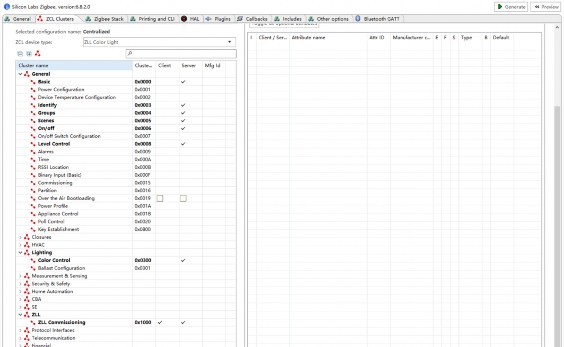 Silicon Labs Zigbee. version:6.8.2.0
Generate Preview
General ZCL Clusters Zigbee Stack Printing and CLI HAL Plugins Callbacks Includes Other options Bluetooth GATT
Selected configuration name: Centralized
ZCL device type: ZLL Color Light
Cluster name Cluste... Client Server Mfg Id
General
Basic 0x0000
Power Configuration 0x0001
Device Temperature Configuration 0x0002
Identify 0x0003
Groups 0x0004
Scenes 0x0005
On/off 0x0006
On/off Switch Configuration 0x0007
Level Control 0x0008
Alarms 0x0009
Time 0x000A
RSSI Location 0x000B
Binary Input (Basic) 0x000F
Commissioning 0x0015
Partition 0x0016
Over the Air Bootloading 0x0019
Power Profile 0x001A
Appliance Control 0x001B
Poll Control 0x0020
Key Establishment 0x0800
Closures
HVAC
Lighting
Color Control 0x0300
Ballast Configuration 0x0301
Measurement & Sensing
Security & Safety
Home Automation
CBA
SE
ZLL
ZLL Commissioning 0x1000
Protocol Interfaces
Telecommunication
Financial
Client / Ser... Attribute name Attr ID Manufacturer c... E F S Type B Default